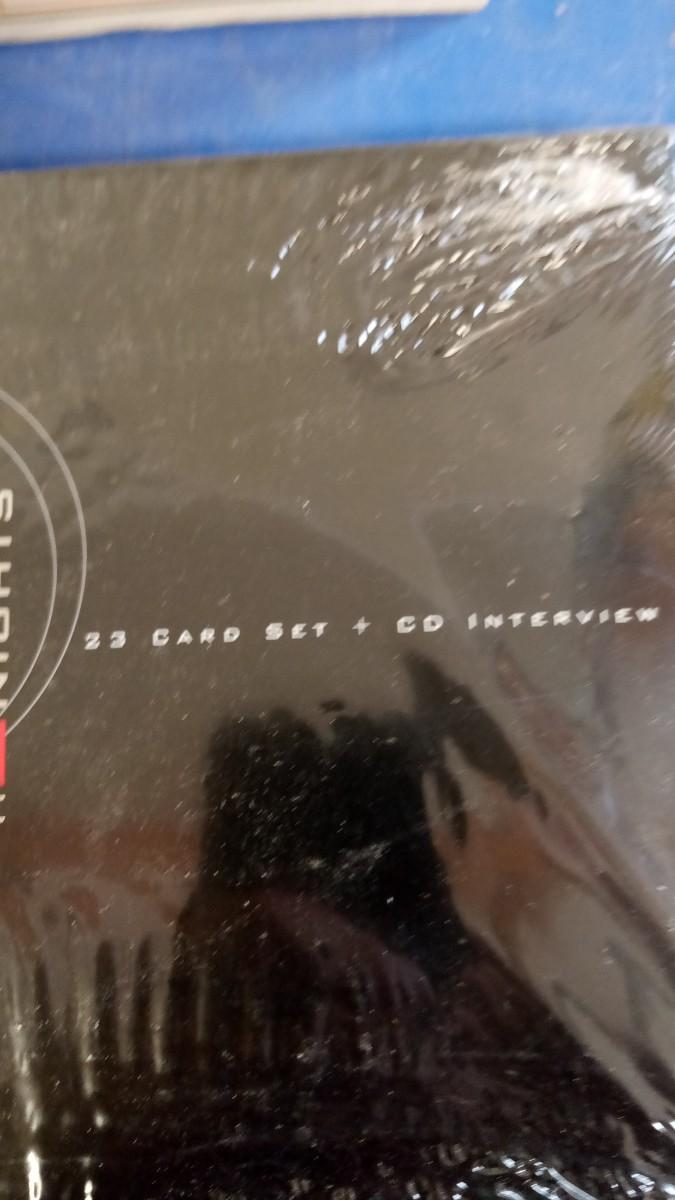 23 CARD SET + CD INTERVIEW